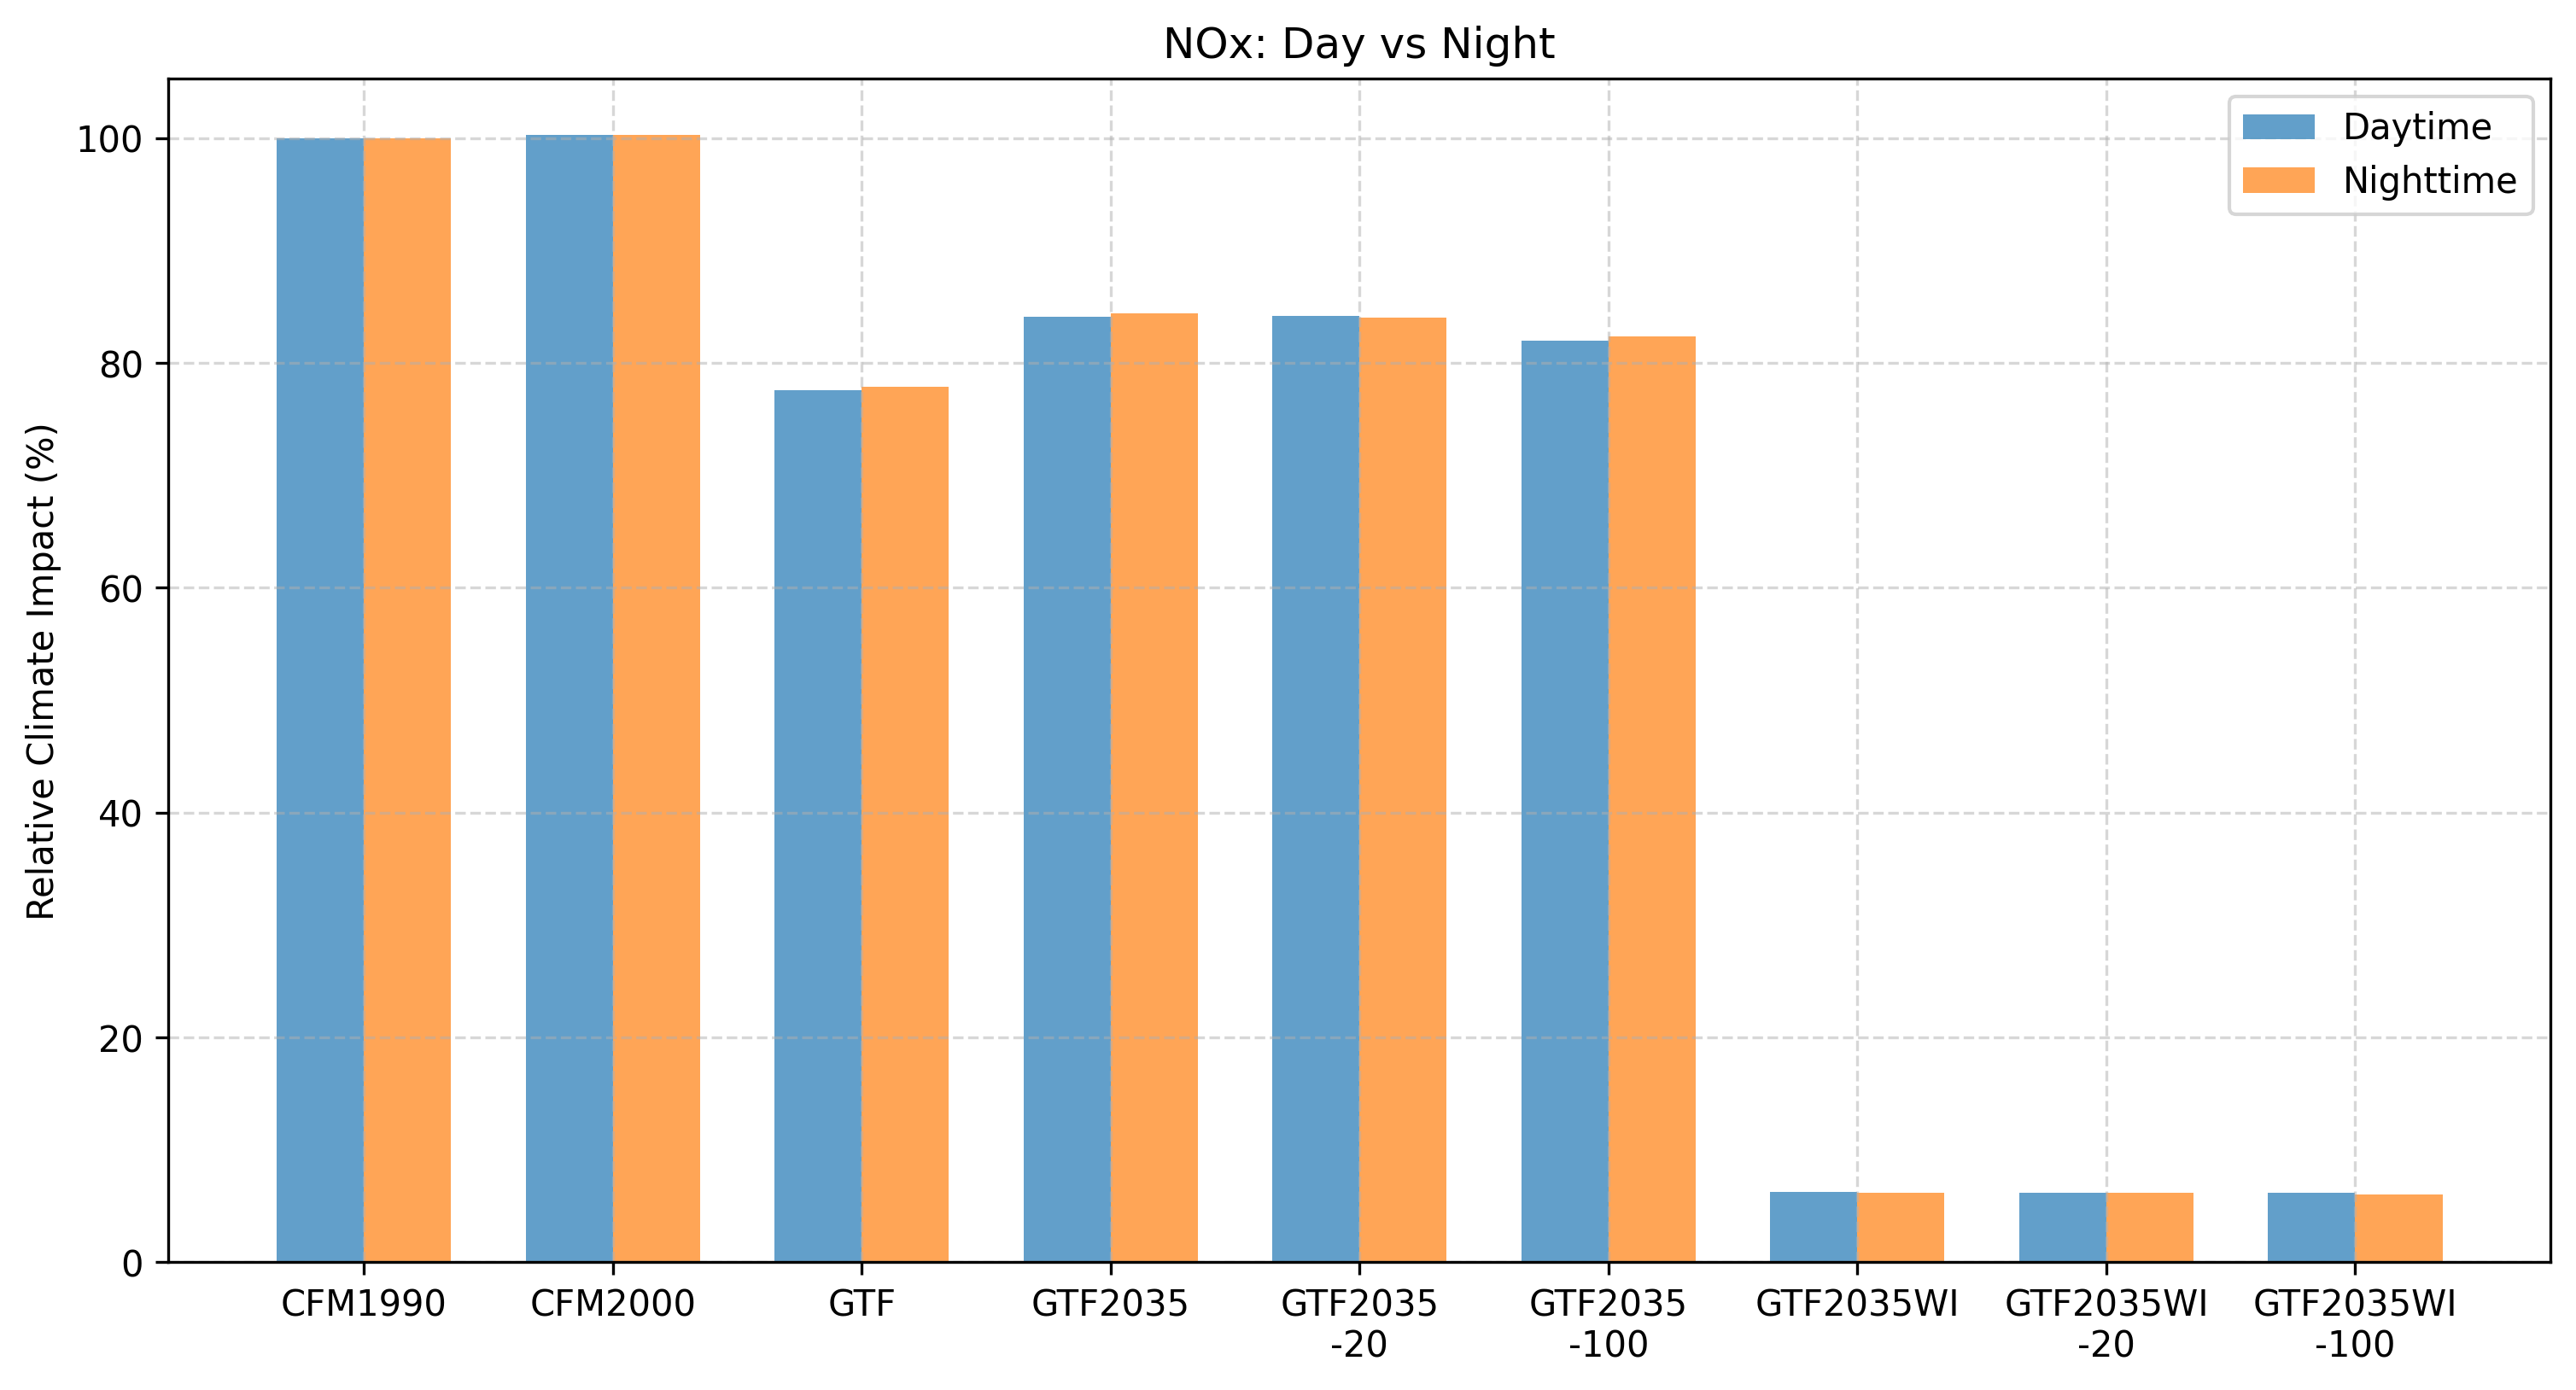 NOx: Day vs Night
Relative Climate Impact (%)
100
80
60
40
20
0
Daytime
Nighttime
CFM1990
CFM2000
GTF
GTF2035
GTF2035
-20
GTF2035
-100
GTF2035WI
GTF2035WI
-20
GTF2035WI
-100